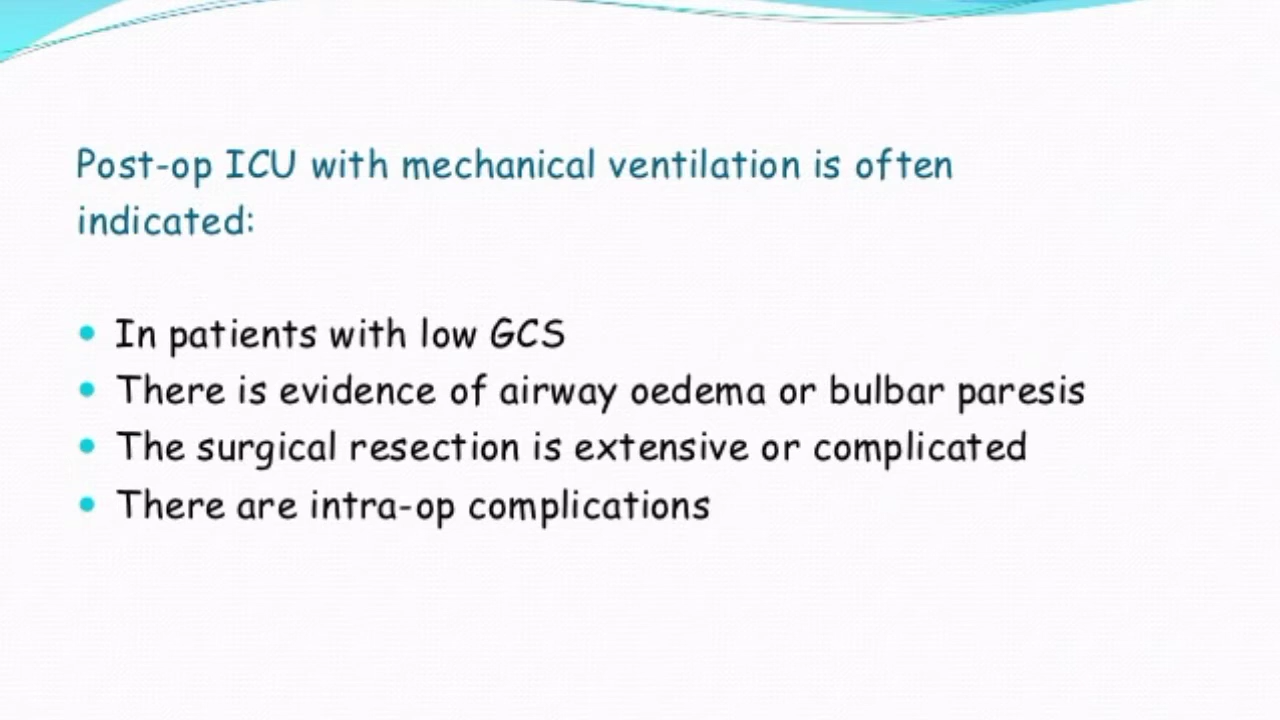 Post-op ICU with mechanical ventilation is often
indicated:
• In patients with low GCS
• There is evidence of airway oedema or bulbar paresis
• The surgical resection is extensive or complicated
• There are intra-op complications